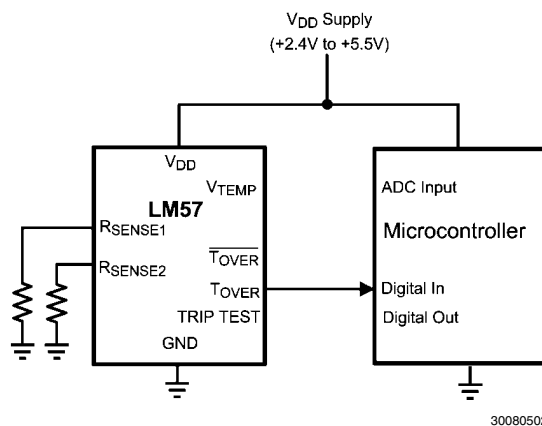 VDD Supply
(+2.4V to +5.5V)
VDD
VTEMP
LM57
RSENSE1
RSENSE2
TOVER
TOVER
TRIP TEST
GND
ADC Input
Microcontroller
Digital In
Digital Out
30080502